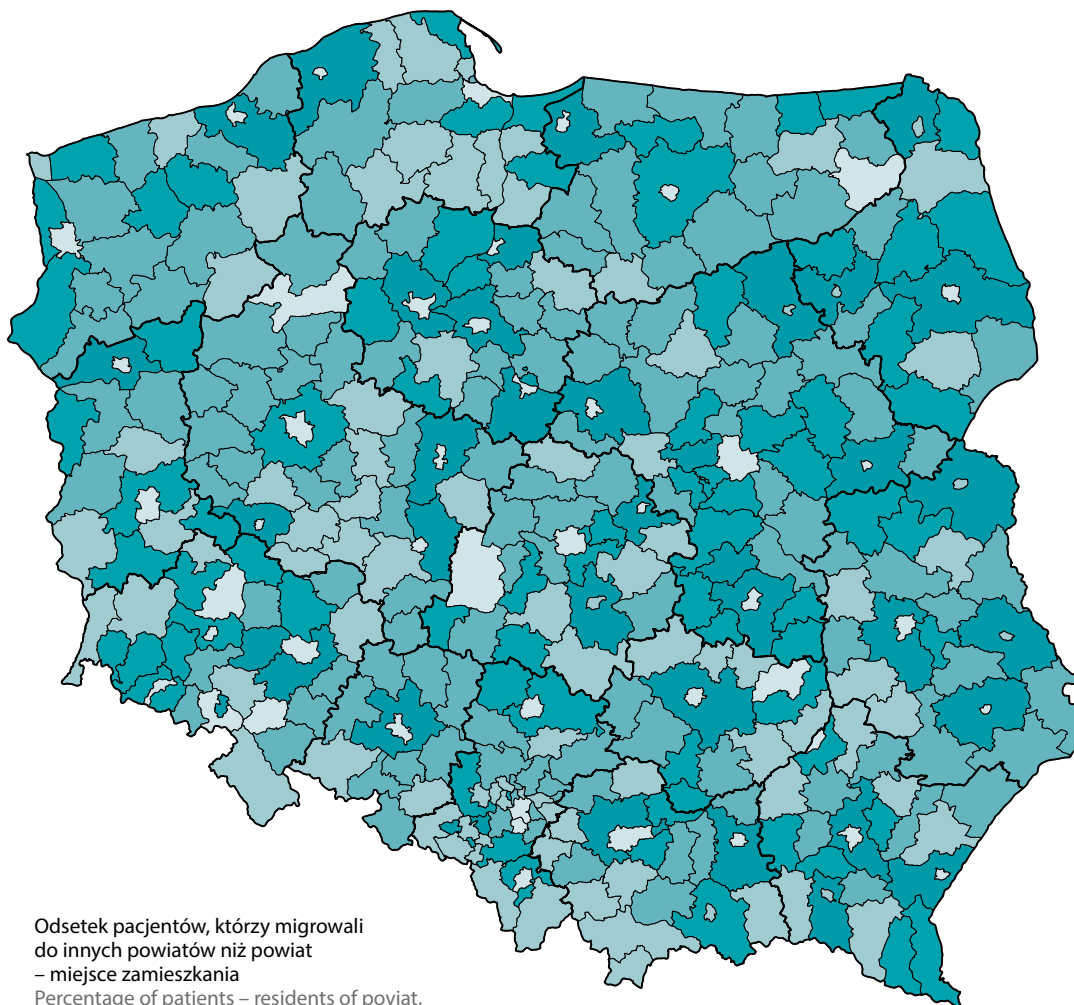 Odsetek pacjentów, którzy migrowali
do innych powiatów niż powiat
– miejsce zamieszkania
Percentage of patients – residents of poviat,